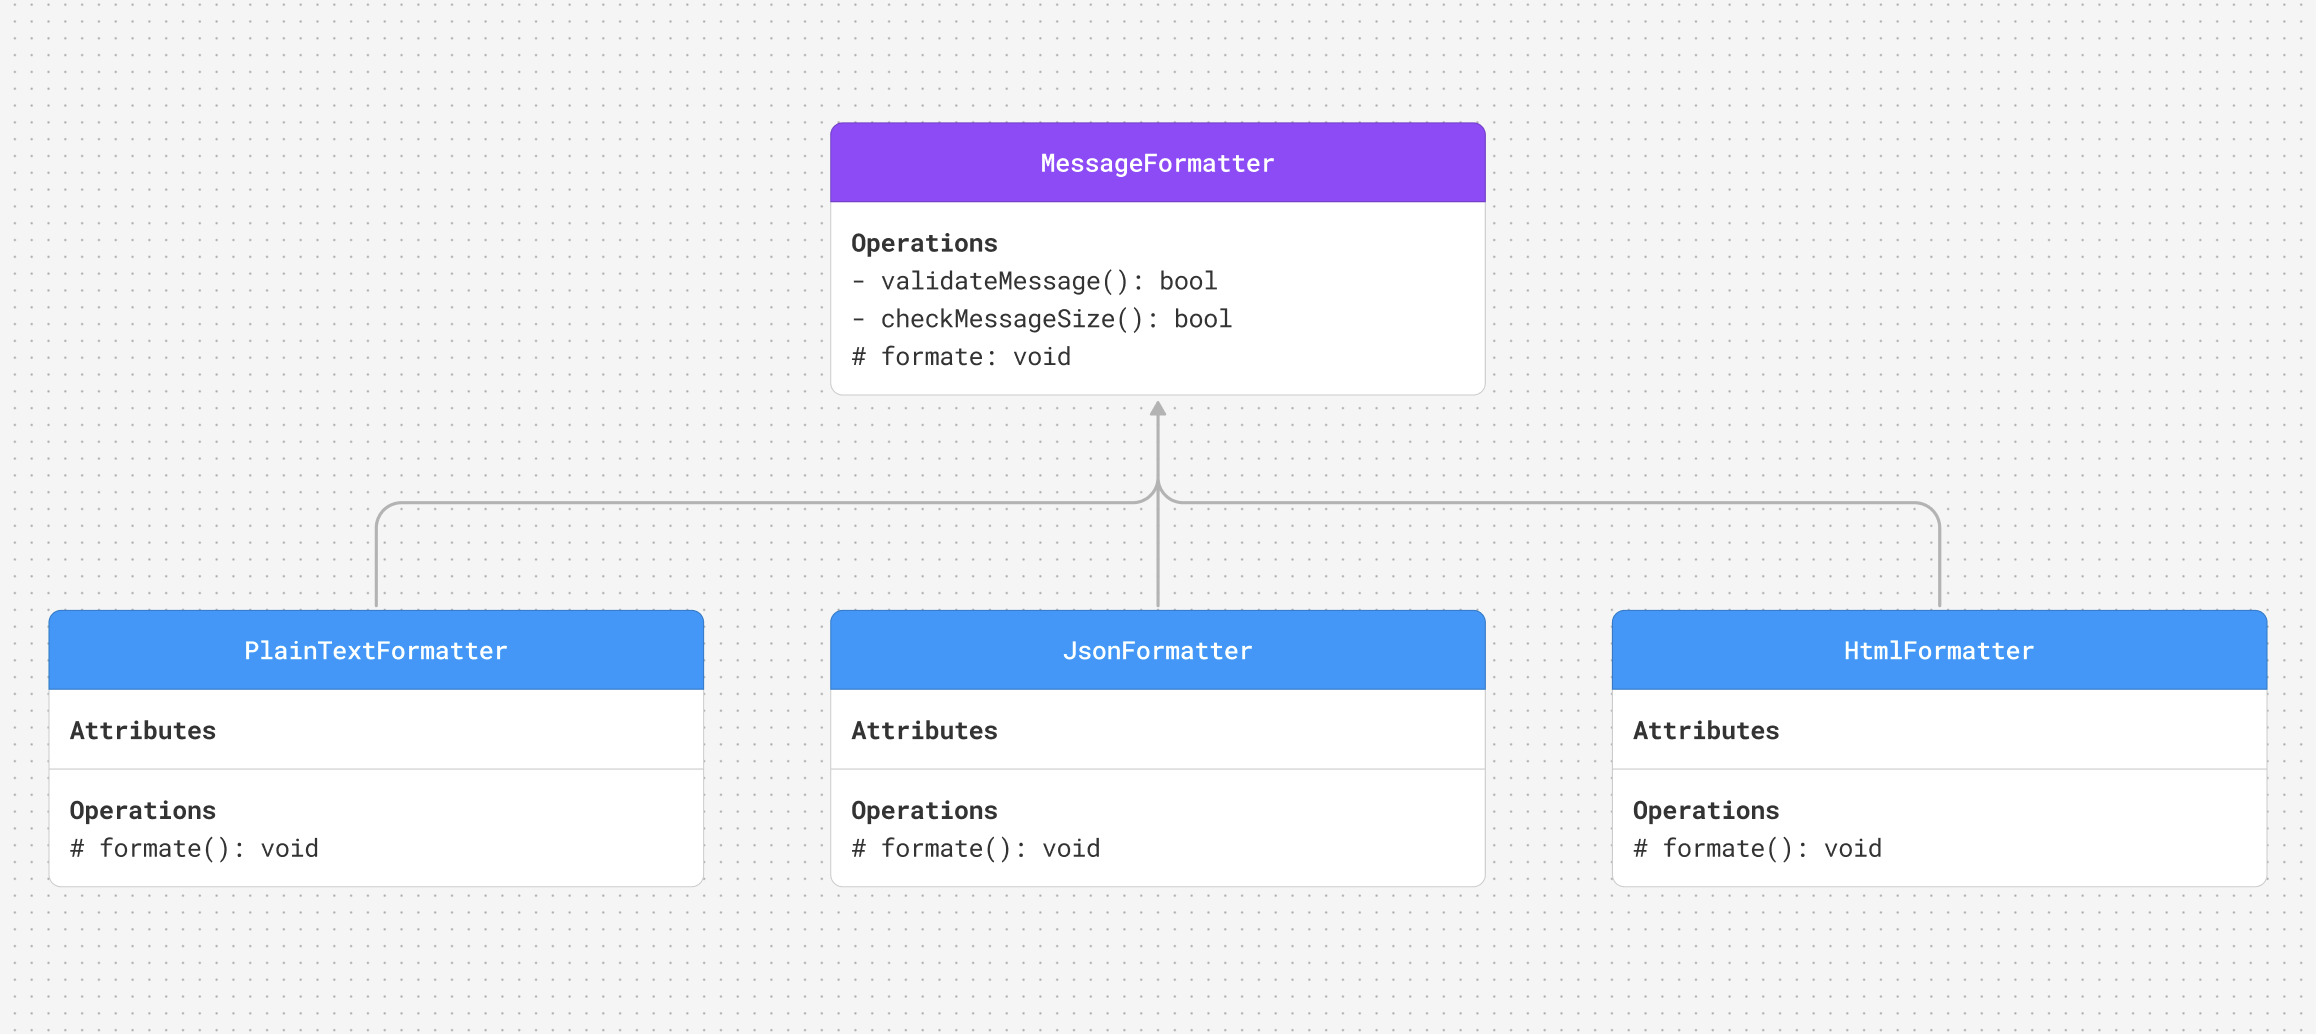 MessageFormatter
Operations
- validateMessage(): bool
- checkMessageSize(): bool
# formate: void
PlainTextFormatter
Attributes
Operations
# formate(): void
JsonFormatter
Attributes
Operations
# formate(): void
HtmlFormatter
Attributes
Operations
# formate(): void